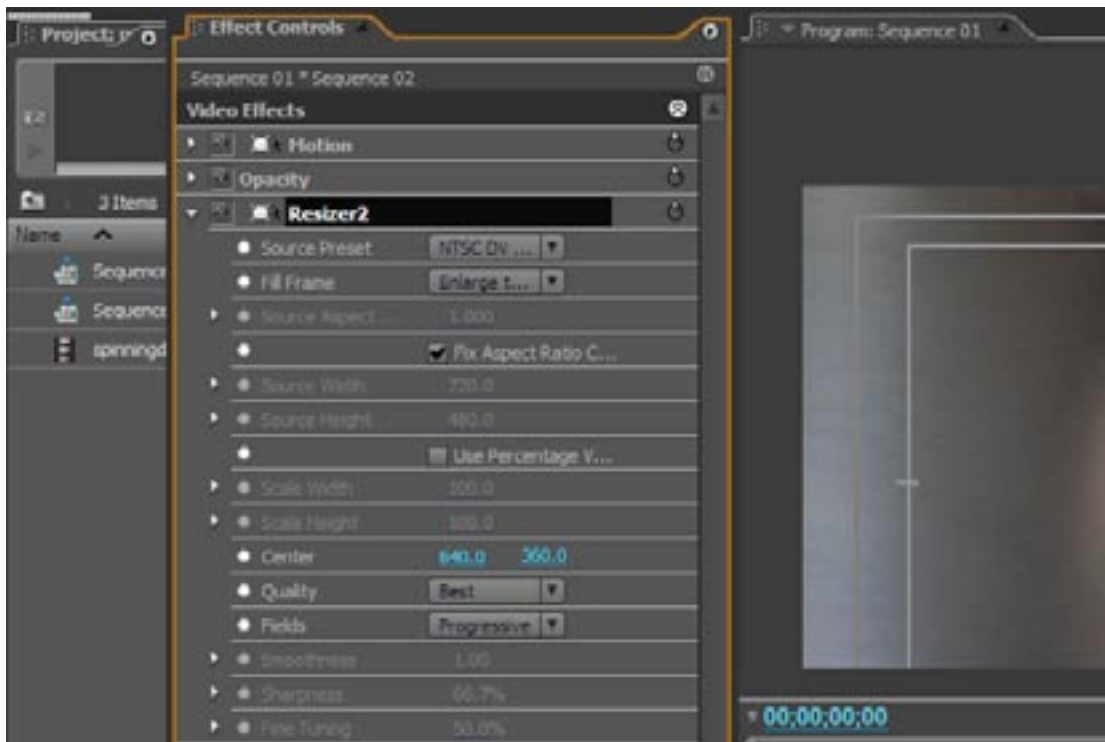 Project:
Effect Controls
Program: Sequence 01
Sequence 01 * Sequence 02
Video Effects
Motion
Opacity
3 Items
Resizer2
Name
Source Preset NTSC DV ...
Sequence
Fill Frame Enlarge t...
Sequence
Source Aspect ... 1.000
spinningd
Fix Aspect Ratio C...
Source Width 720.0
Source Height 480.0
Use Percentage V...
Scale Width 100.0
Scale Height 100.0
Center 640.0 360.0
Quality Best
Fields Progressive
Smoothness 1.00
Sharpness 66.7%
Fine Tuning 50.0%
00;00;00;00